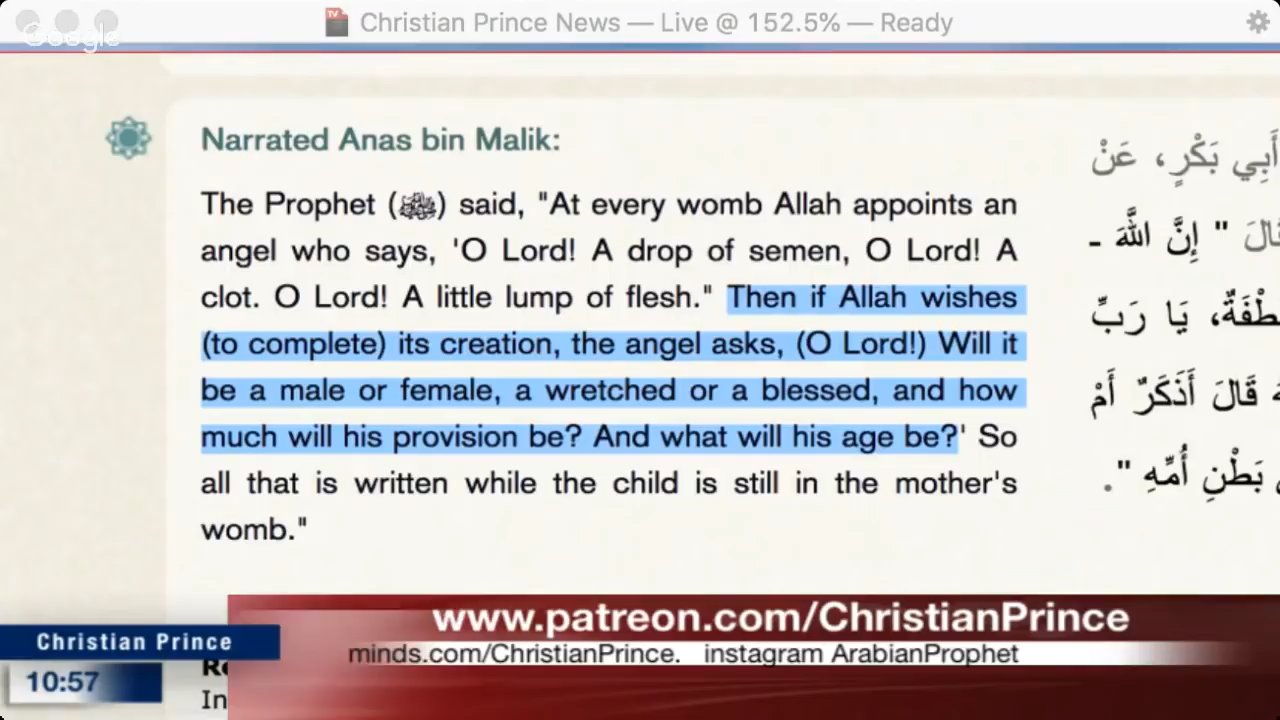 Christian Prince News — Live @ 152.5% — Ready
Google
Narrated Anas bin Malik:
The Prophet (ﷺ) said, "At every womb Allah appoints an
angel who says, 'O Lord! A drop of semen, O Lord! A
clot. O Lord! A little lump of flesh." Then if Allah wishes
(to complete) its creation, the angel asks, (O Lord!) Will it
be a male or female, a wretched or a blessed, and how
much will his provision be? And what will his age be?' So
all that is written while the child is still in the mother's
womb."
أَبِي بَكْرٍ، عَنْ
" إِنَّ اللَّهَ ـ
يَا رَبِّ
قَالَ أَذَكَرٌ أَمْ
بَطْنِ أُمِّهِ ".
www.patreon.com/ChristianPrince
minds.com/ChristianPrince. instagram ArabianProphet
Christian Prince
10:57
In